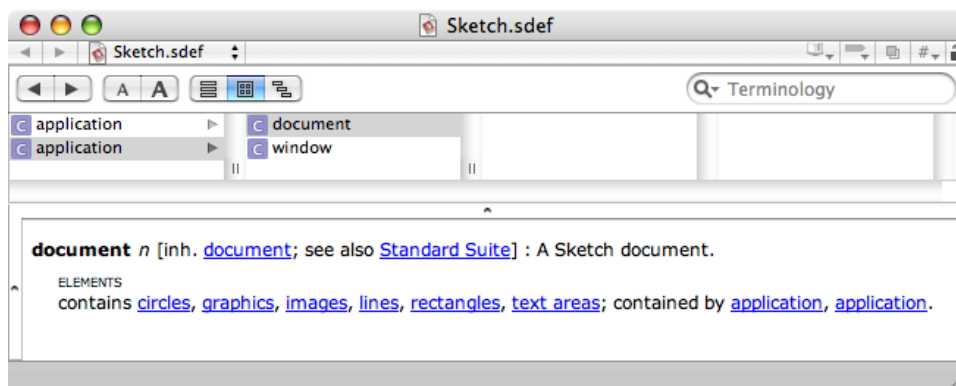 Sketch.sdef
Sketch.sdef
A A Terminology
C application C document
C application C window
document n [inh. document; see also Standard Suite] : A Sketch document.
ELEMENTS
contains circles, graphics, images, lines, rectangles, text areas; contained by application, application.